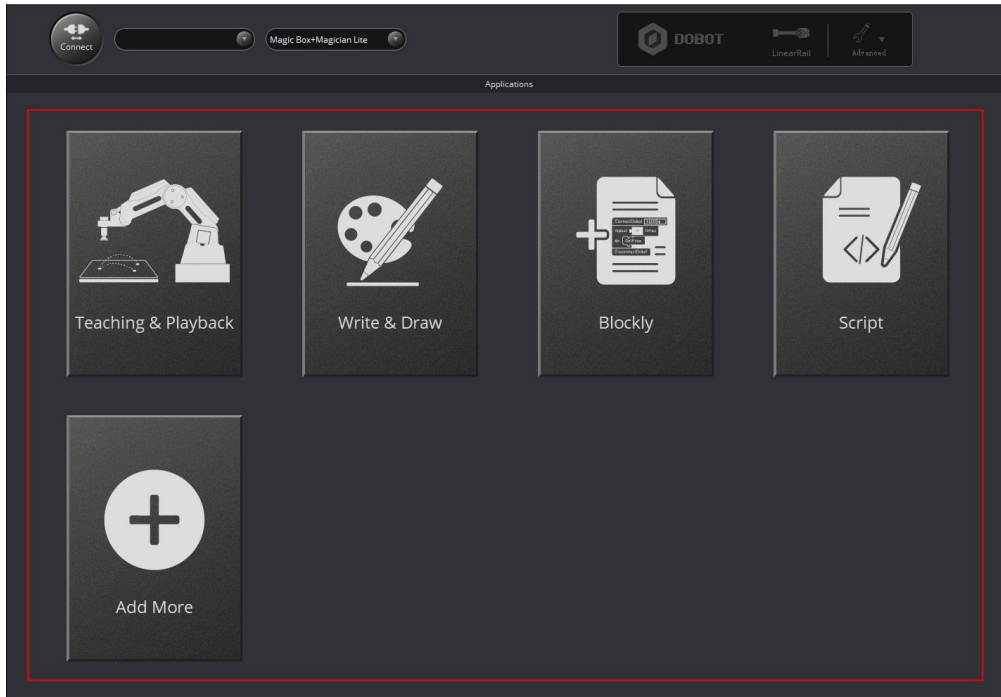 Connect
Magic Box+Magician Lite
DOBOT
LinearRail
Advanced
Applications
Teaching & Playback
Write & Draw
Blockly
Script
Add More